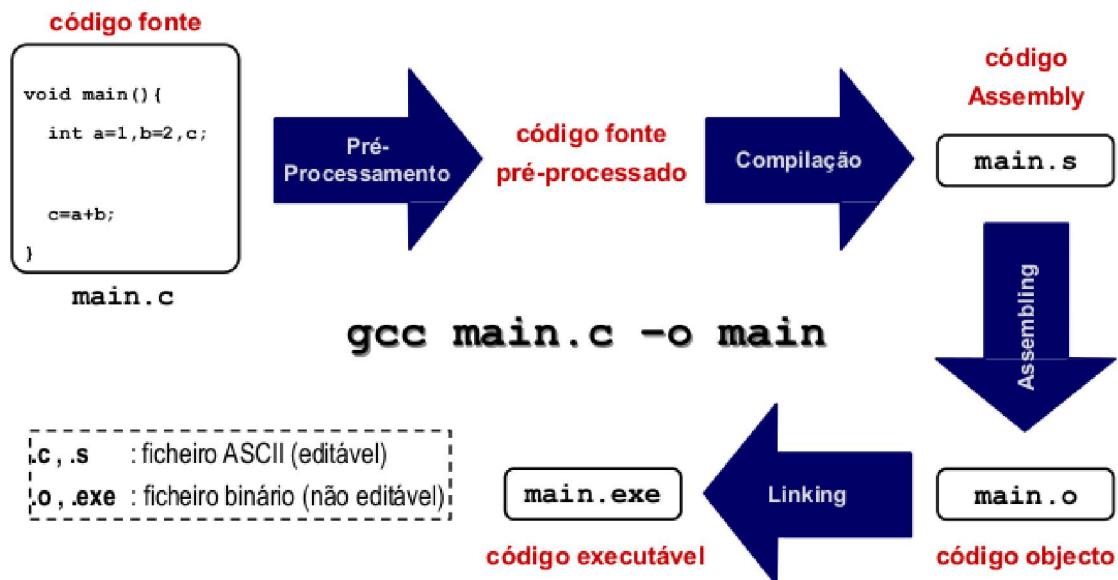 código fonte
void main(){
int a=1,b=2,c;
c=a+b;
}
main.c
Pré-
Processamento
código fonte
pré-processado
Compilação
código
Assembly
main.s
Assembling
gcc main.c –o main
.c , .s : ficheiro ASCII (editável)
.o , .exe : ficheiro binário (não editável)
main.exe
código executável
Linking
main.o
código objecto